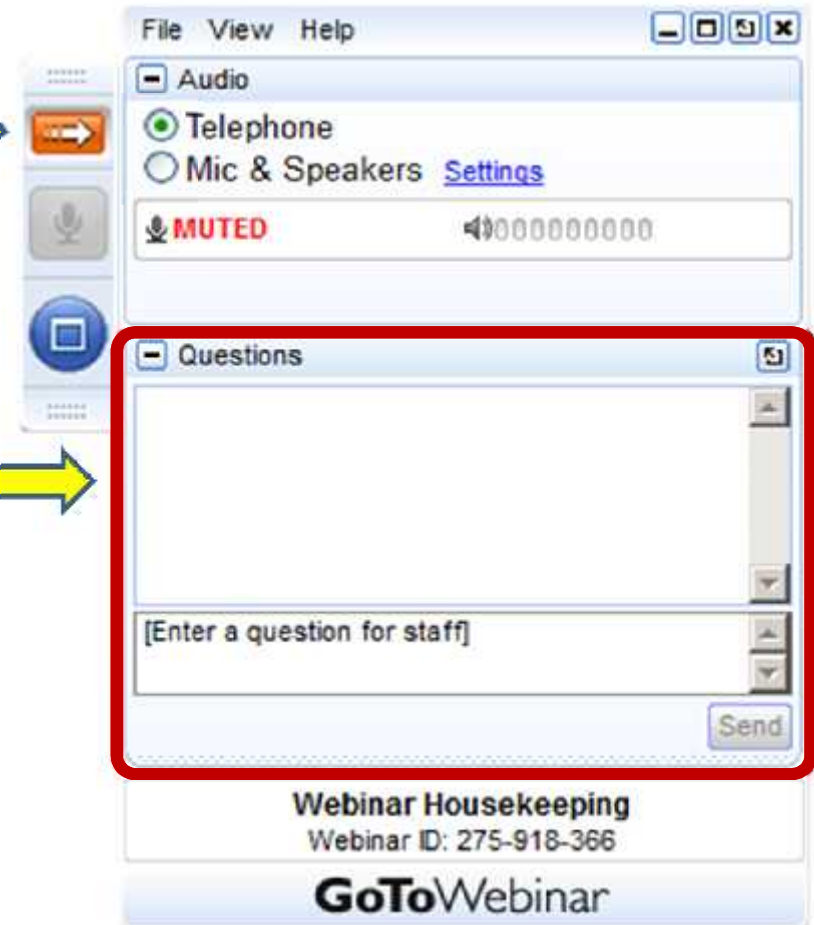 File View Help
Audio
Telephone
Mic & Speakers Settings
MUTED
Questions
[Enter a question for staff]
Send
Webinar Housekeeping
Webinar ID: 275-918-366
GoToWebinar